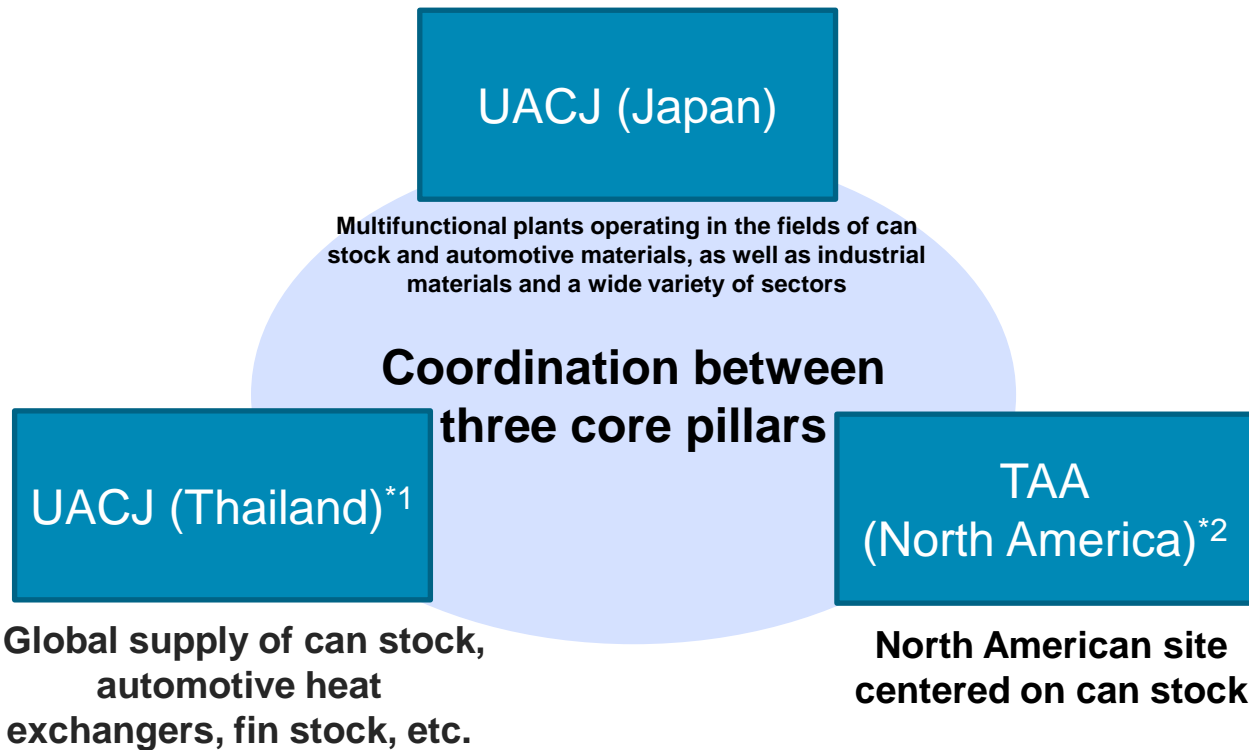 UACJ (Japan)
Multifunctional plants operating in the fields of can
stock and automotive materials, as well as industrial
materials and a wide variety of sectors
Coordination between
three core pillars
UACJ (Thailand)*1
Global supply of can stock,
automotive heat
exchangers, fin stock, etc.
TAA
(North America)*2
North American site
centered on can stock